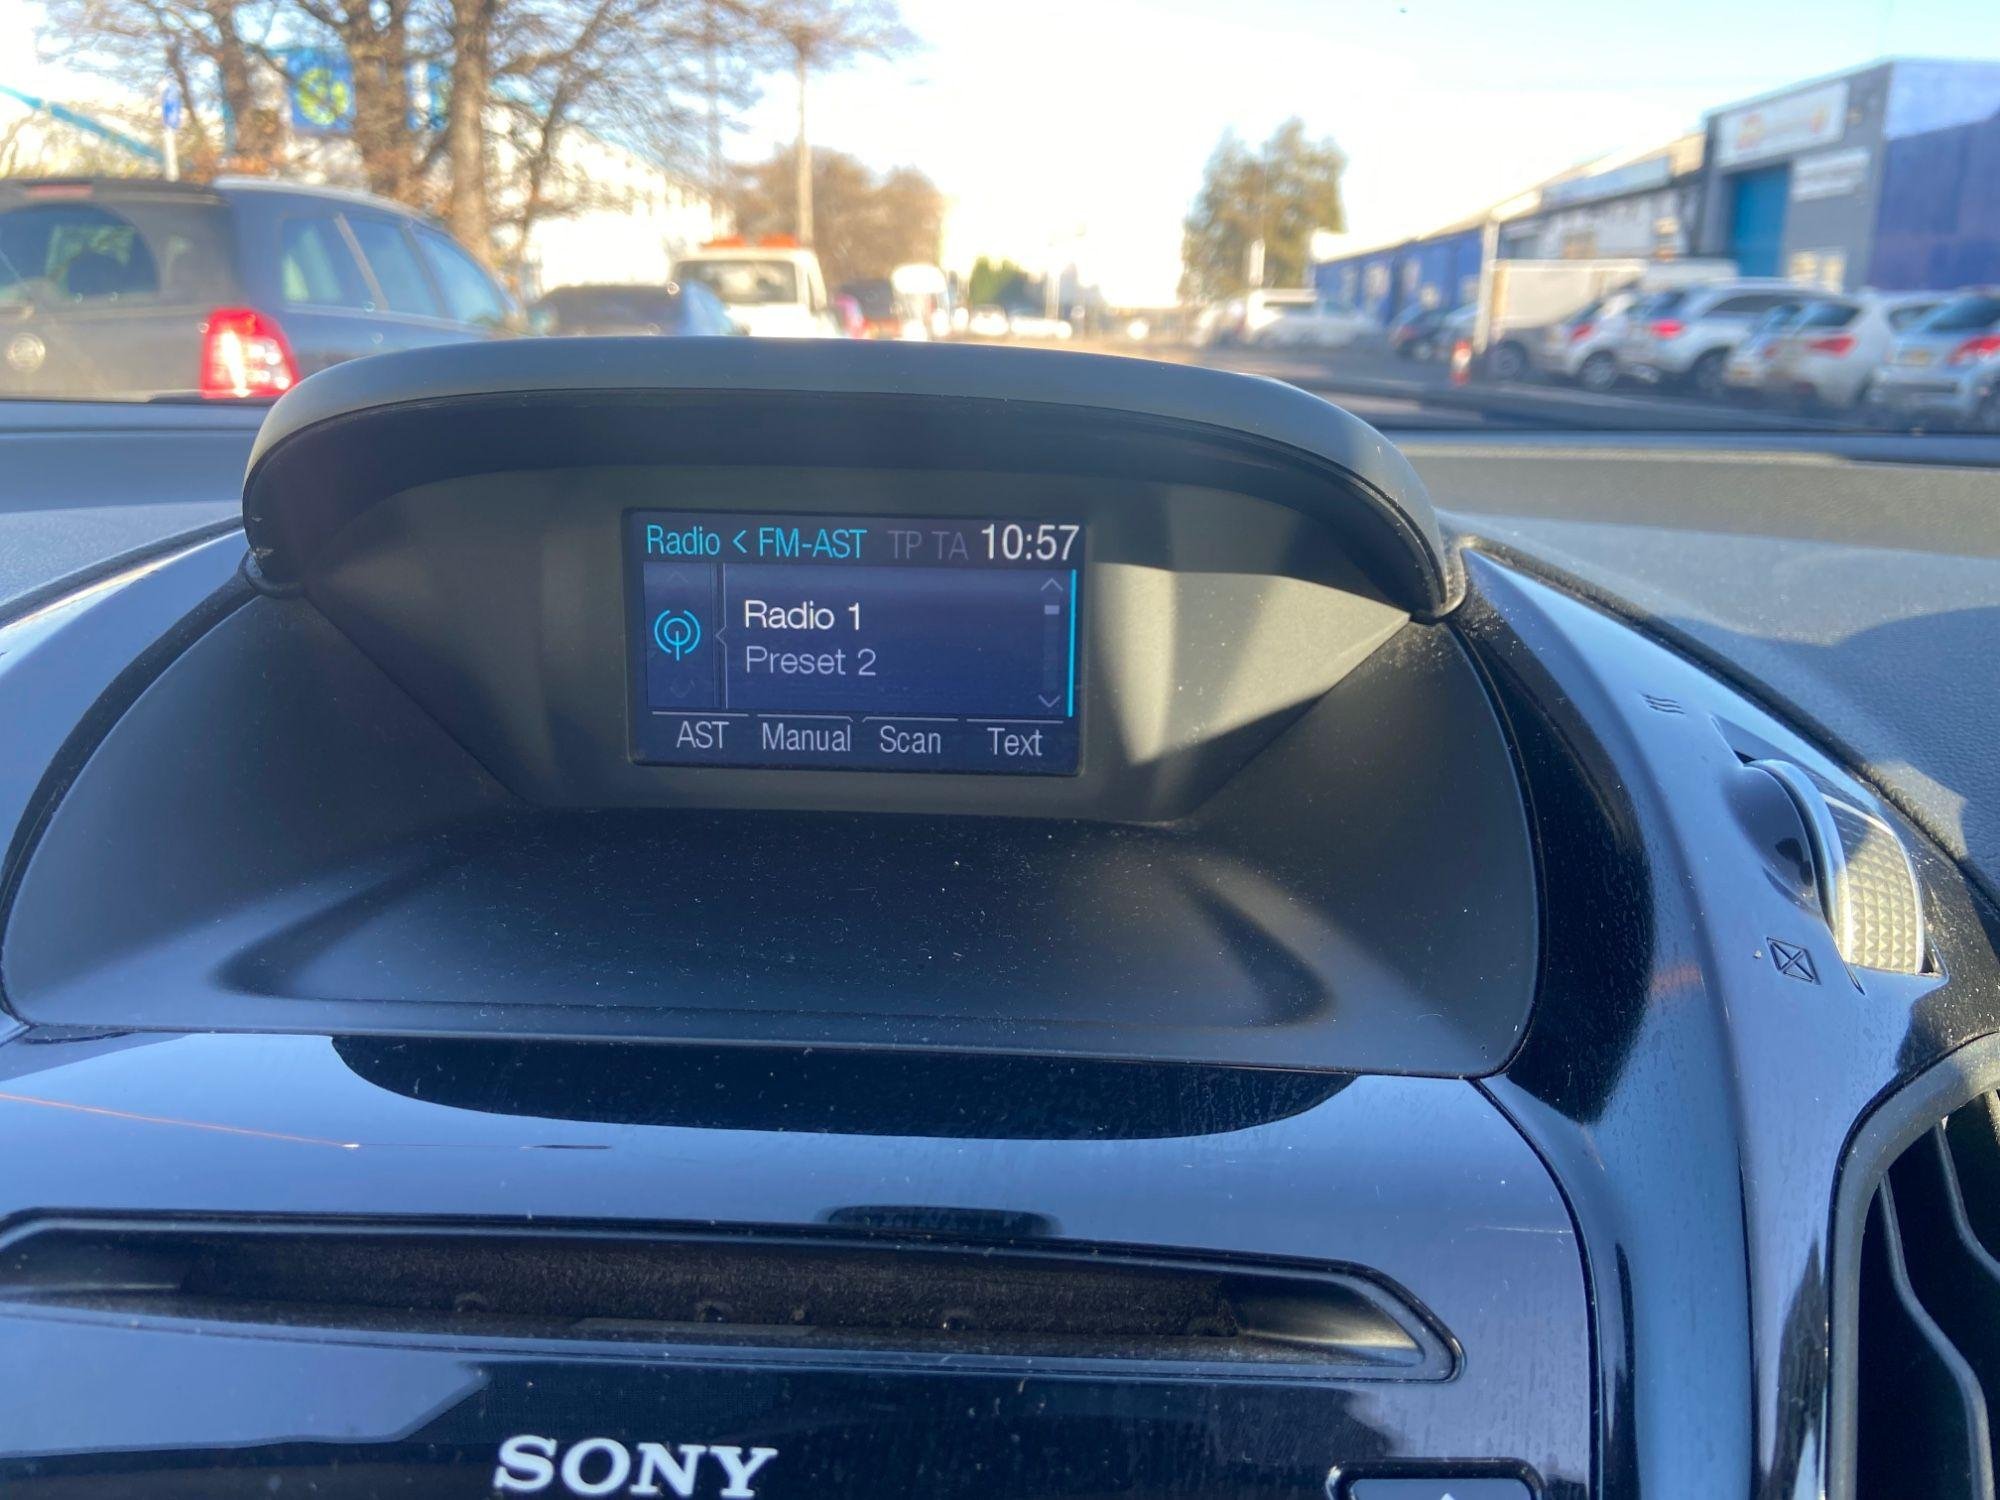 Radio < FM-AST TP TA 10:57
Radio 1
Preset 2
AST Manual Scan Text
SONY